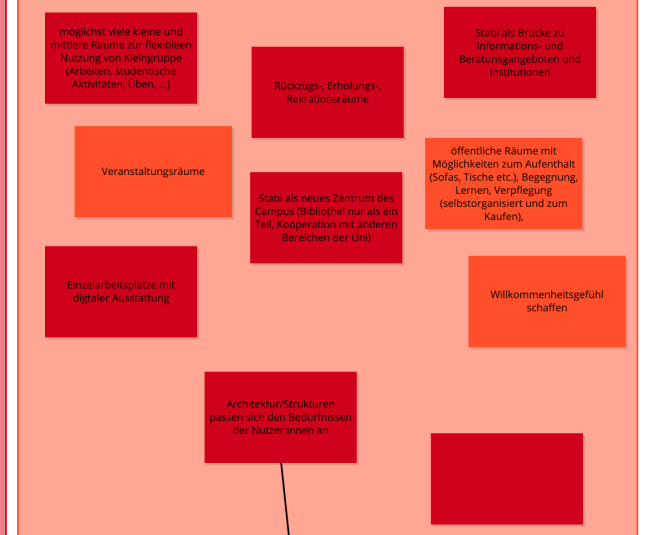 möglichst viele kleine und
mittlere Räume zur flexibleen
Nutzung von Kleingruppe
(Arbeiten, studentische
Aktivitäten, Üben, ...)
Rückzugs-, Erholungs-,
Rekrationsräume
Stabi als Brücke zu
Informations- und
Beratunsgangeboten und
Institutionen
Veranstaltungsräume
Stabi als neues Zentrum des
Campus (Bibliothel nur als ein
Teil, Kooperation mit anderen
Bereichen der Uni)
öffentliche Räume mit
Möglichkeiten zum Aufenthalt
(Sofas, Tische etc.), Begegnung,
Lernen, Verpflegung
(selbstorganisiert und zum
Kaufen),
Einzelarbeitsplätze mit
digtaler Ausstattung
Willkommenheitsgefühl
schaffen
Architektur/Strukturen
passen sich den Bedürfnissen
der Nutzer:innen an